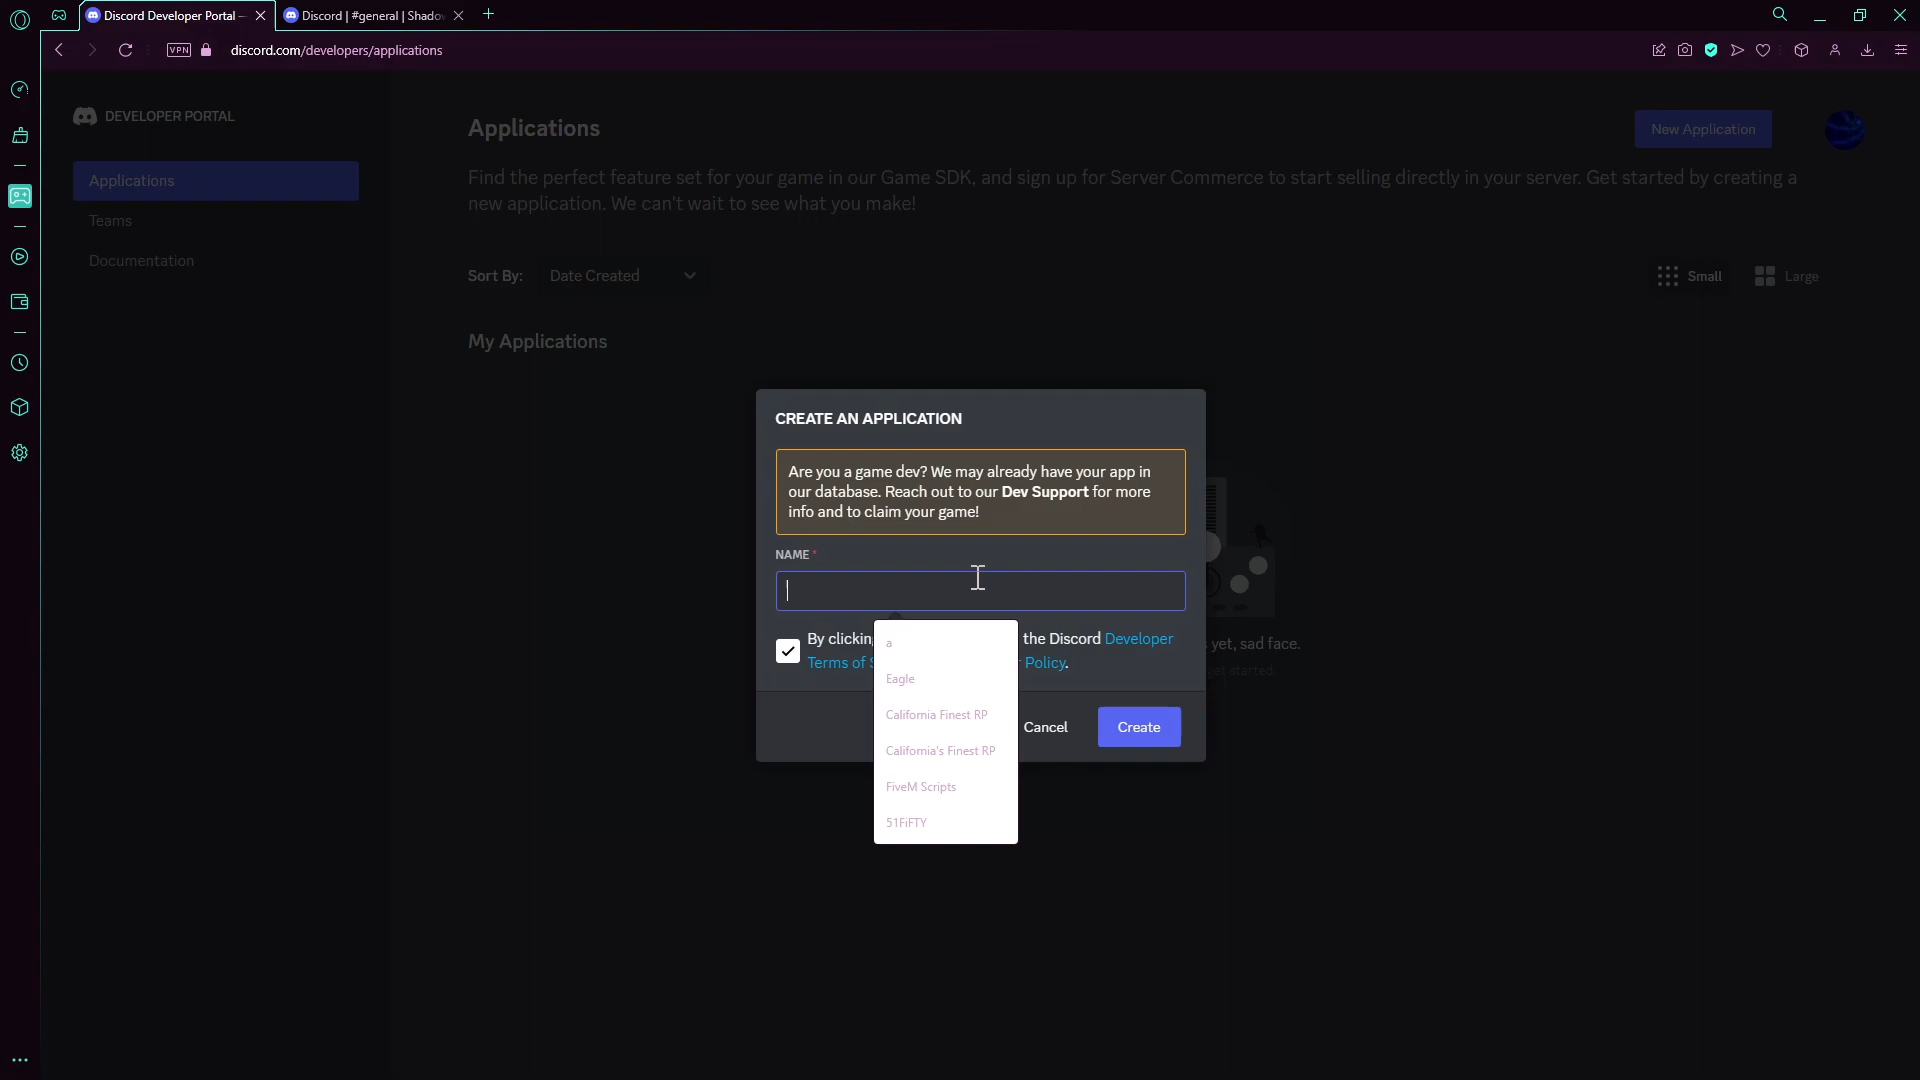 Discord Developer Portal –
Discord | #general | Shado
VPN
discord.com/developers/applications
DEVELOPER PORTAL
Applications
Teams
Documentation
Applications
New Application
Find the perfect feature set for your game in our Game SDK, and sign up for Server Commerce to start selling directly in your server. Get started by creating a
new application. We can't wait to see what you make!
Sort By:
Date Created
Small
Large
My Applications
CREATE AN APPLICATION
Are you a game dev? We may already have your app in
our database. Reach out to our Dev Support for more
info and to claim your game!
NAME *
By clickin
the Discord Developer
Terms of S
Policy.
yet, sad face.
get started.
a
Eagle
California Finest RP
California's Finest RP
FiveM Scripts
51FiFTY
Cancel
Create